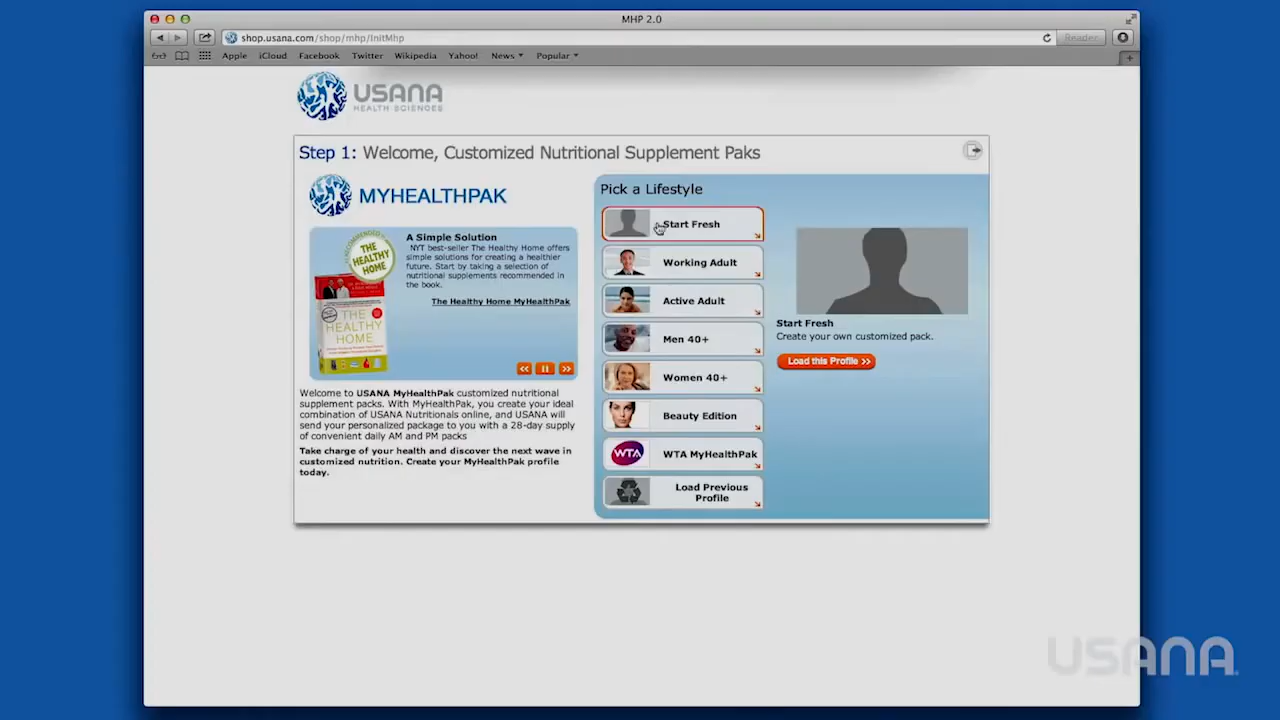 MHP 2.0
shop.usana.com/shop/mhp/InitMhp
Reader
Apple iCloud Facebook Twitter Wikipedia Yahoo! News Popular
USANA
HEALTH SCIENCES
Step 1: Welcome, Customized Nutritional Supplement Paks
MYHEALTHPAK
THE
HEALTHY
HOME
THE
HEALTHY
HOME
A Simple Solution
NYT best-seller The Healthy Home offers
simple solutions for creating a healthier
future. Start by taking a selection of
nutritional supplements recommended in
the book.
The Healthy Home MyHealthPak
Welcome to USANA MyHealthPak customized nutritional
supplement packs. With MyHealthPak, you create your ideal
combination of USANA Nutritionals online, and USANA will
send your personalized package to you with a 28-day supply
of convenient daily AM and PM packs
Take charge of your health and discover the next wave in
customized nutrition. Create your MyHealthPak profile
today.
Pick a Lifestyle
Start Fresh
Working Adult
Active Adult
Men 40+
Women 40+
Beauty Edition
WTA
WTA MyHealthPak
Load Previous
Profile
Start Fresh
Create your own customized pack.
Load this Profile >>
USANA